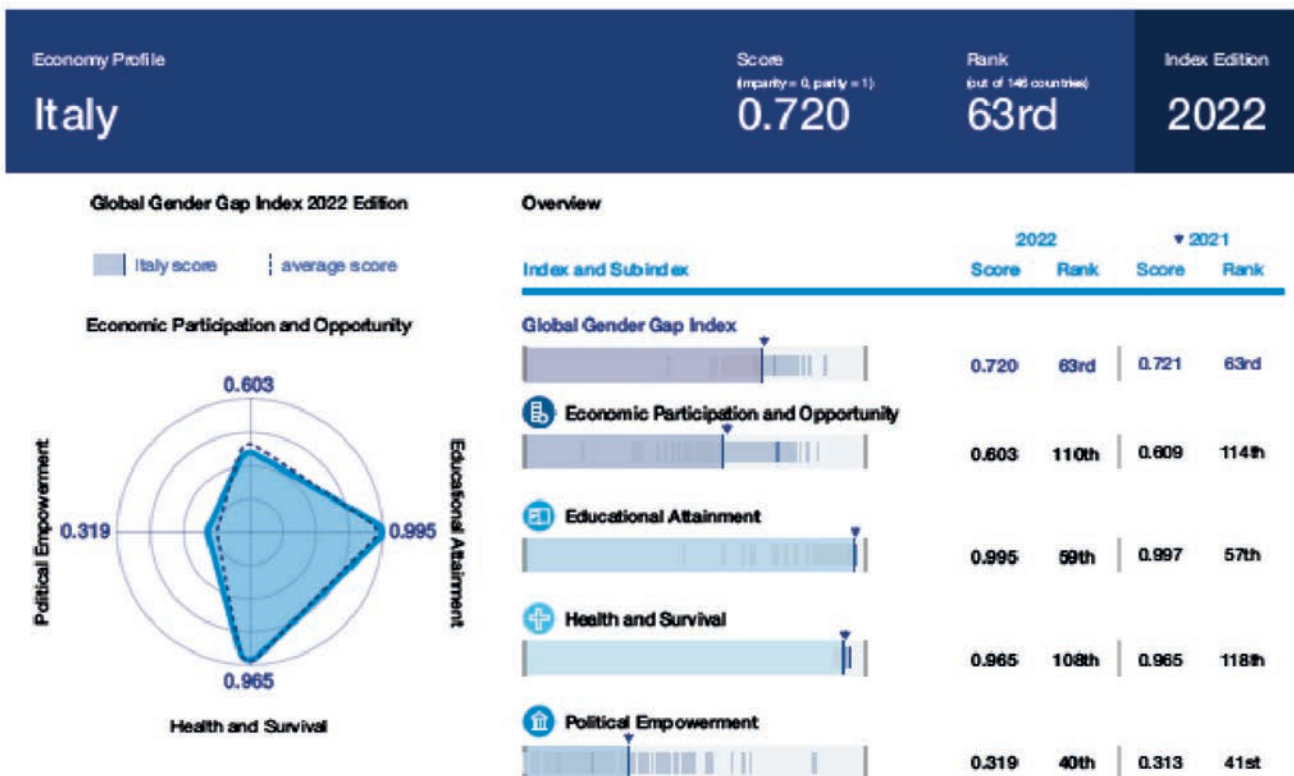 Economy Profile
Italy
Score
(imparity = 0, parity = 1)
0.720
Rank
(out of 146 countries)
63rd
Index Edition
2022
Global Gender Gap Index 2022 Edition
Italy score
average score
Economic Participation and Opportunity
0.603
Political Empowerment
0.319
0.995
Educational Attainment
0.965
Health and Survival
Overview
2022 2021
Index and Subindex Score Rank Score Rank
Global Gender Gap Index
0.720 63rd 0.721 63rd
Economic Participation and Opportunity
0.603 110th 0.609 114th
Educational Attainment
0.995 59th 0.997 57th
Health and Survival
0.965 108th 0.965 118th
Political Empowerment
0.319 40th 0.313 41st